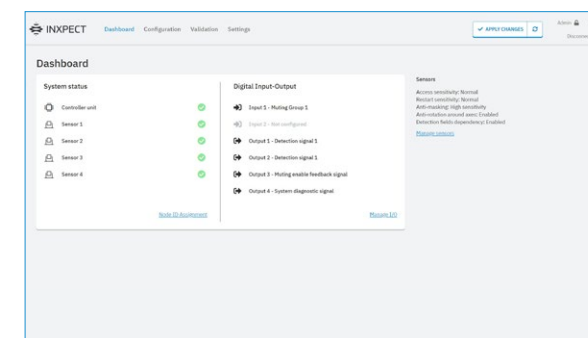 INXPECT
Dashboard
Configuration
Validation
Settings
APPLY CHANGES
Admin
Dashboard
System status
Controller unit
Sensor 1
Sensor 2
Sensor 3
Sensor 4
Node ID Assignment
Digital Input-Output
Input 1 - Muting Group 1
Input 2 - Not configured
Output 1 - Detection signal 1
Output 2 - Detection signal 1
Output 3 - Muting enable feedback signal
Output 4 - System diagnostic signal
Manage I/O
Sensors
Access sensitivity: Normal
Restart sensitivity: Normal
Anti-masking: High sensitivity
Anti-rotation around axes: Enabled
Detection fields dependency: Enabled
Manage sensors